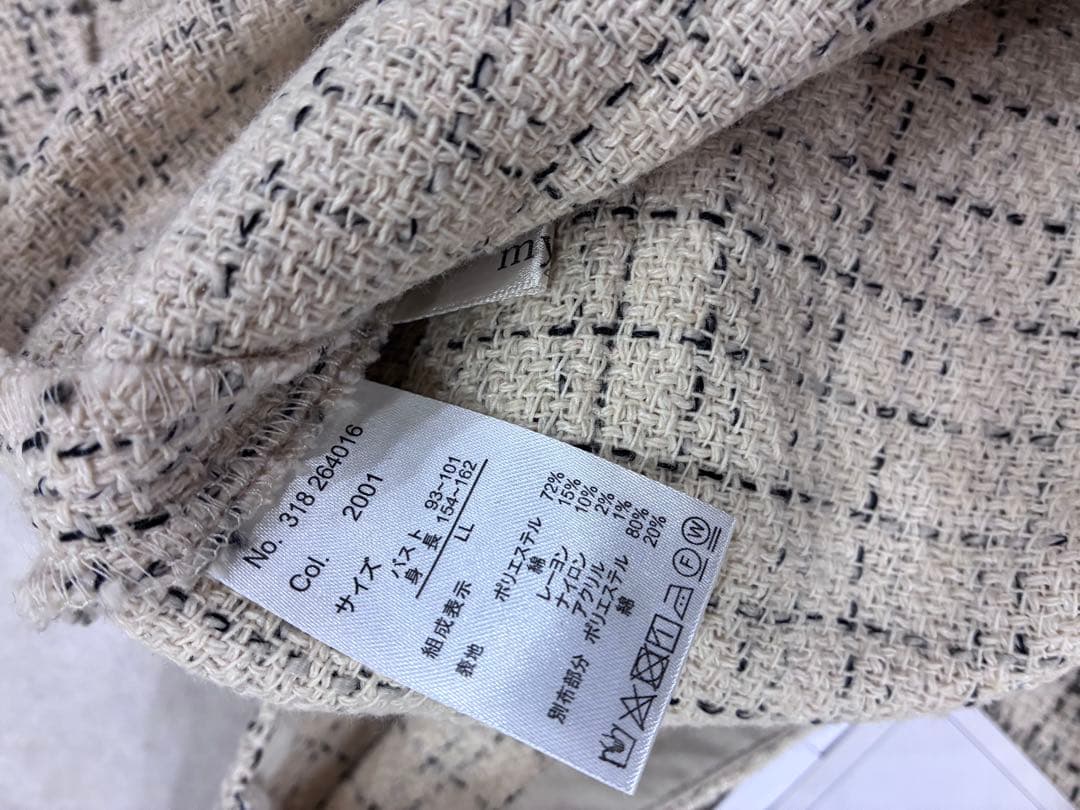 my
No. 318 264016
Col. 2001
サイズ
バスト 93~101
身 長 154~162
LL
組成表示
表地 ポリエステル 72%
綿 15%
レーヨン 10%
ナイロン 2%
アクリル 1%
別布部分 ポリエステル 80%
綿 20%
F W